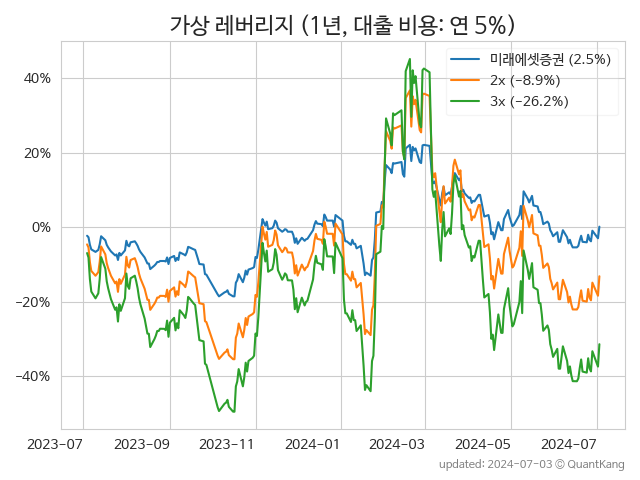 가상 레버리지 (1년, 대출 비용: 연 5%)
미래에셋증권 (2.5%)
2x (−8.9%)
3x (−26.2%)
40%
20%
0%
−20%
−40%
2023-07
2023-09
2023-11
2024-01
2024-03
2024-05
2024-07
updated: 2024-07-03 ⓒ QuantKang